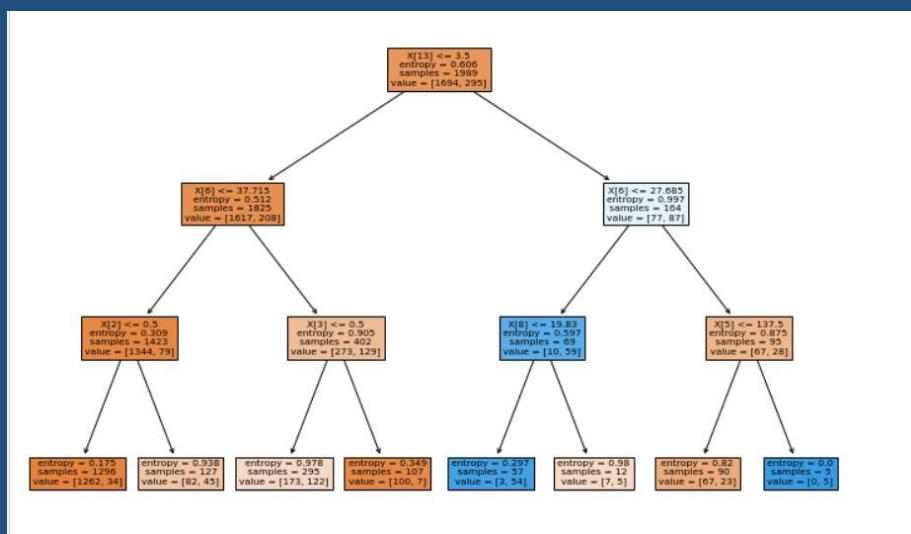 X[13] <= 3.5
entropy = 0.606
samples = 1989
value = [1694, 295]
X[6] <= 37.715
entropy = 0.512
samples = 1825
value = [1617, 208]
X[6] <= 27.685
entropy = 0.997
samples = 164
value = [77, 87]
X[2] <= 0.5
entropy = 0.309
samples = 1423
value = [1344, 79]
X[3] <= 0.5
entropy = 0.905
samples = 402
value = [273, 129]
X[8] <= 19.83
entropy = 0.597
samples = 69
value = [10, 59]
X[5] <= 137.5
entropy = 0.875
samples = 95
value = [67, 28]
entropy = 0.175
samples = 1296
value = [1262, 34]
entropy = 0.938
samples = 127
value = [82, 45]
entropy = 0.978
samples = 295
value = [173, 122]
entropy = 0.349
samples = 107
value = [100, 7]
entropy = 0.297
samples = 57
value = [3, 54]
entropy = 0.98
samples = 12
value = [7, 5]
entropy = 0.82
samples = 90
value = [67, 23]
entropy = 0.0
samples = 5
value = [0, 5]